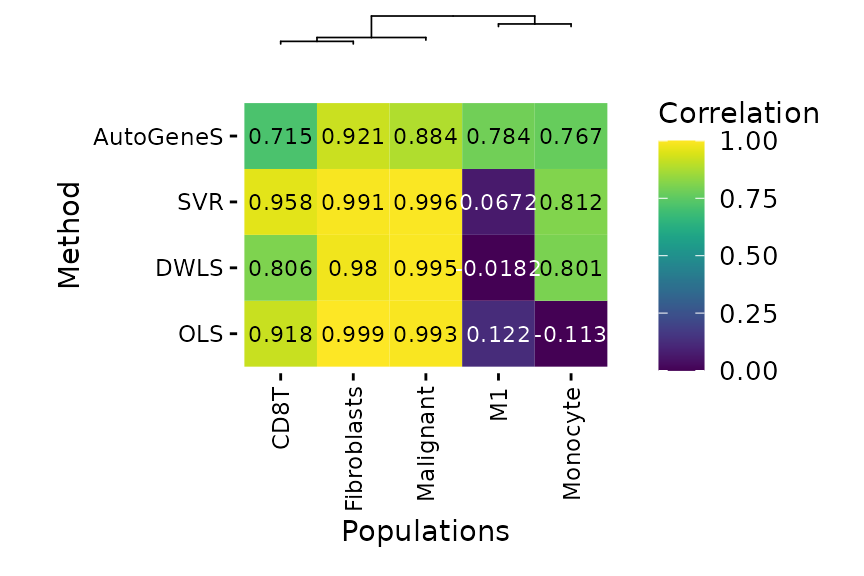 Correlation
AutoGeneS 0.715 0.921 0.884 0.784 0.767
SVR 0.958 0.991 0.996 0.0672 0.812
DWLS 0.806 0.98 0.995 -0.0182 0.801
OLS 0.918 0.999 0.993 0.122 -0.113
Method
CD8T Fibroblasts Malignant M1 Monocyte
Populations
1.00
0.75
0.50
0.25
0.00